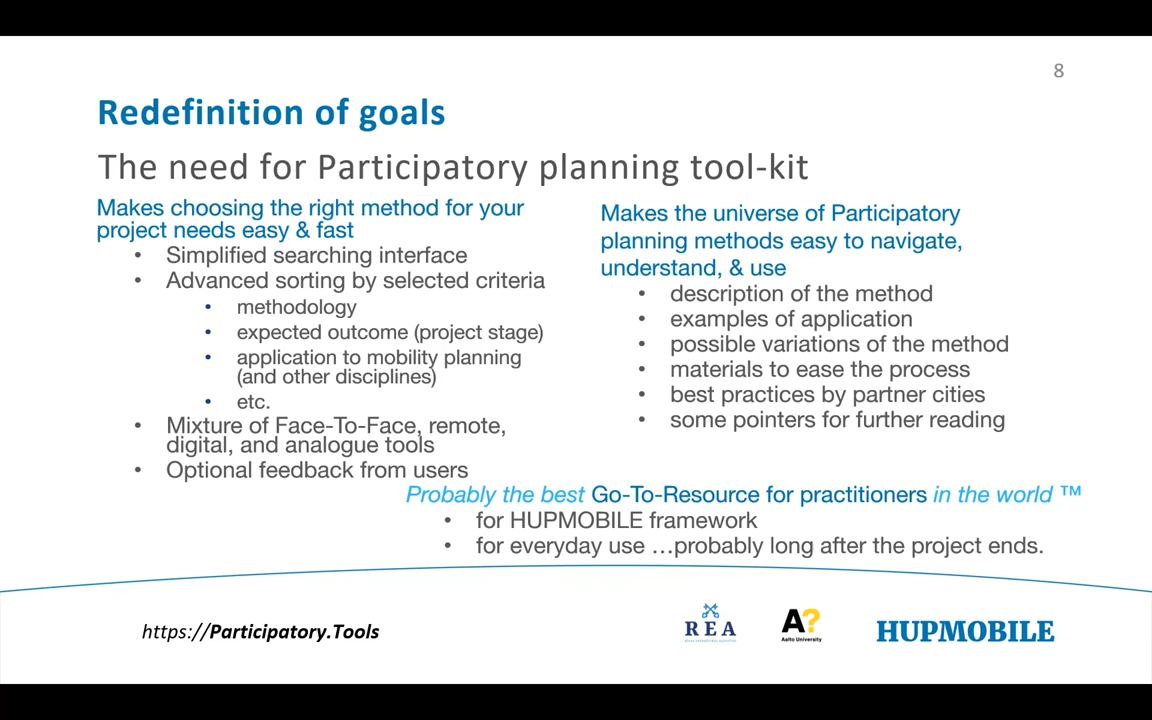 8
Redefinition of goals
The need for Participatory planning tool-kit
Makes choosing the right method for your
project needs easy & fast
• Simplified searching interface
• Advanced sorting by selected criteria
• methodology
• expected outcome (project stage)
• application to mobility planning
(and other disciplines)
• etc.
• Mixture of Face-To-Face, remote,
digital, and analogue tools
• Optional feedback from users
Makes the universe of Participatory
planning methods easy to navigate,
understand, & use
• description of the method
• examples of application
• possible variations of the method
• materials to ease the process
• best practices by partner cities
• some pointers for further reading
Probably the best Go-To-Resource for practitioners in the world ™
• for HUPMOBILE framework
• for everyday use …probably long after the project ends.
https://Participatory.Tools
REA
A?
Aalto University
HUPMOBILE